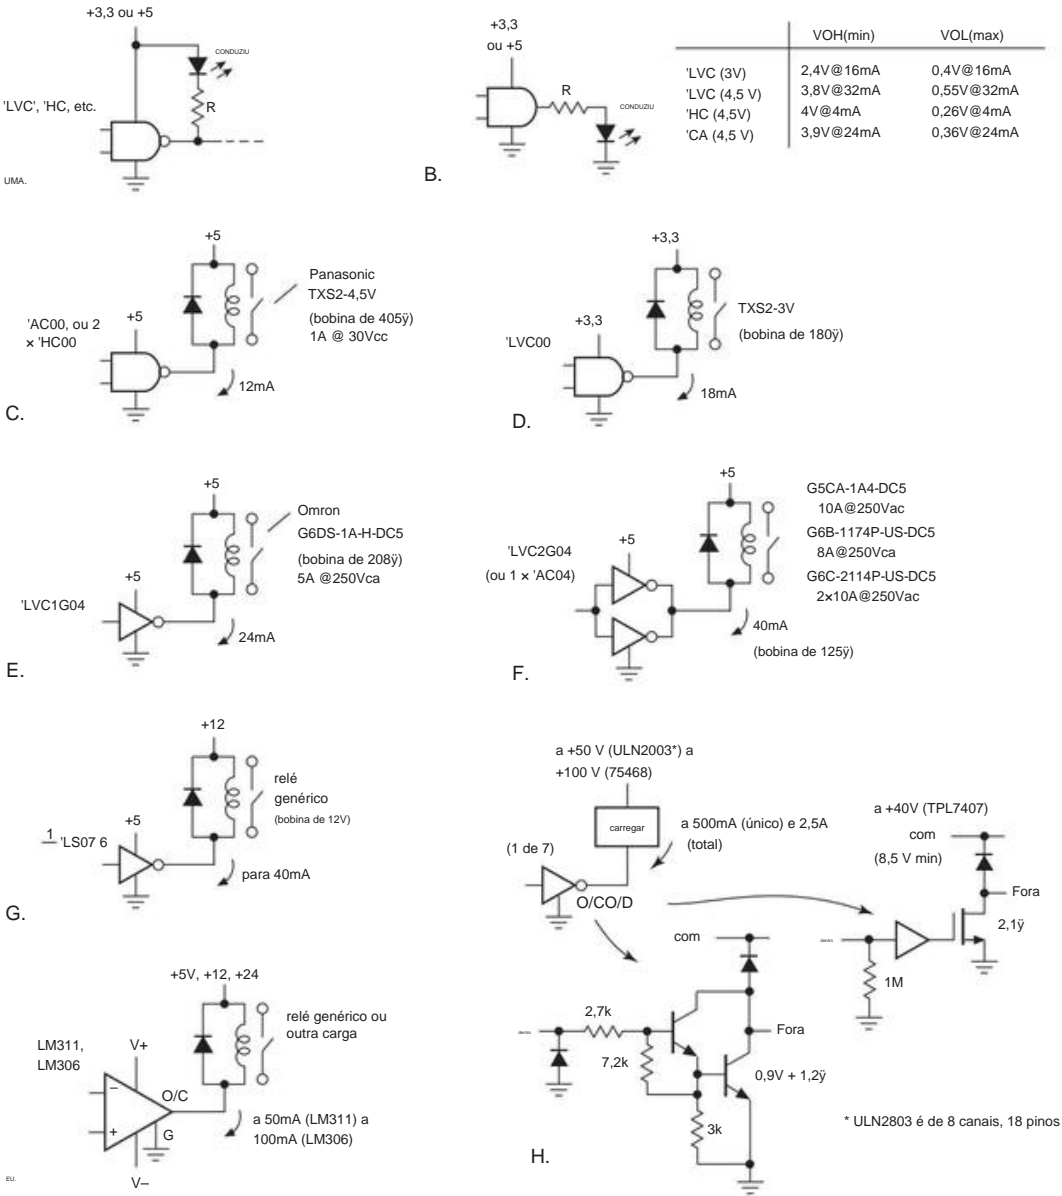 +3,3 ou +5
CONDUZIU
R
'LVC', 'HC, etc.
UMA.
+3,3
ou +5
R
CONDUZIU
B.
VOH(min) VOL(max)
'LVC (3V) 2,4V@16mA 0,4V@16mA
'LVC (4,5 V) 3,8V@32mA 0,55V@32mA
'HC (4,5V) 4V@4mA 0,26V@4mA
'CA (4,5 V) 3,9V@24mA 0,36V@24mA
+5
Panasonic
TXS2-4,5V
(bobina de 405ÿ)
1A @ 30Vcc
'AC00, ou 2
× 'HC00
+5
12mA
C.
+3,3
TXS2-3V
(bobina de 180ÿ)
+3,3
'LVC00
18mA
D.
+5
Omron
G6DS-1A-H-DC5
(bobina de 208ÿ)
5A @250Vca
+5
'LVC1G04
24mA
E.
+5
G5CA-1A4-DC5
10A@250Vac
G6B-1174P-US-DC5
8A@250Vca
G6C-2114P-US-DC5
2×10A@250Vac
'LVC2G04
(ou 1 × 'AC04)
+5
40mA
(bobina de 125ÿ)
F.
+12
relé
genérico
(bobina de 12V)
+5
1 'LS07 6
para 40mA
G.
a +50 V (ULN2003*) a
+100 V (75468)
carregar
a 500mA (único) e 2,5A
(total)
(1 de 7)
O/CO/D
a +40V (TPL7407)
com
(8,5 V min)
Fora
2,1ÿ
1M
com
2,7k
7,2k
Fora
0,9V + 1,2ÿ
3k
* ULN2803 é de 8 canais, 18 pinos
H.
+5V, +12, +24
relé genérico ou
outra carga
LM311,
LM306
V+
O/C
–
+
G
V–
a 50mA (LM311) a
100mA (LM306)
EU.